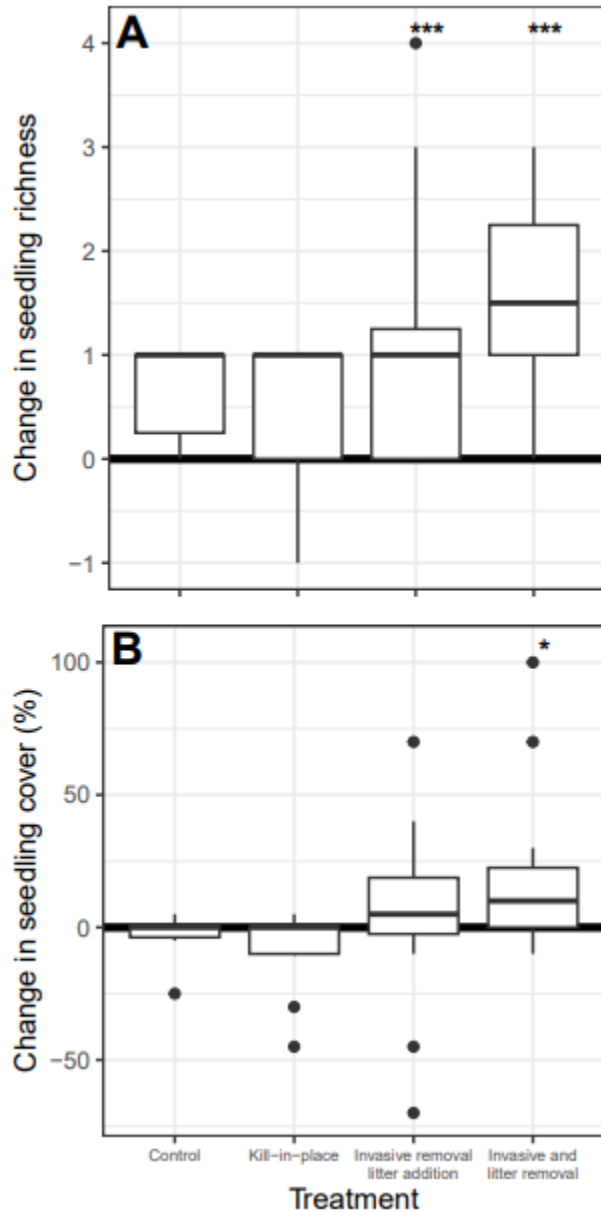 A
*** ***
Change in seedling richness
4
3
2
1
0
−1
B
*
Change in seedling cover (%)
100
50
0
−50
Control Kill−in−place Invasive removal litter addition Invasive and litter removal
Treatment